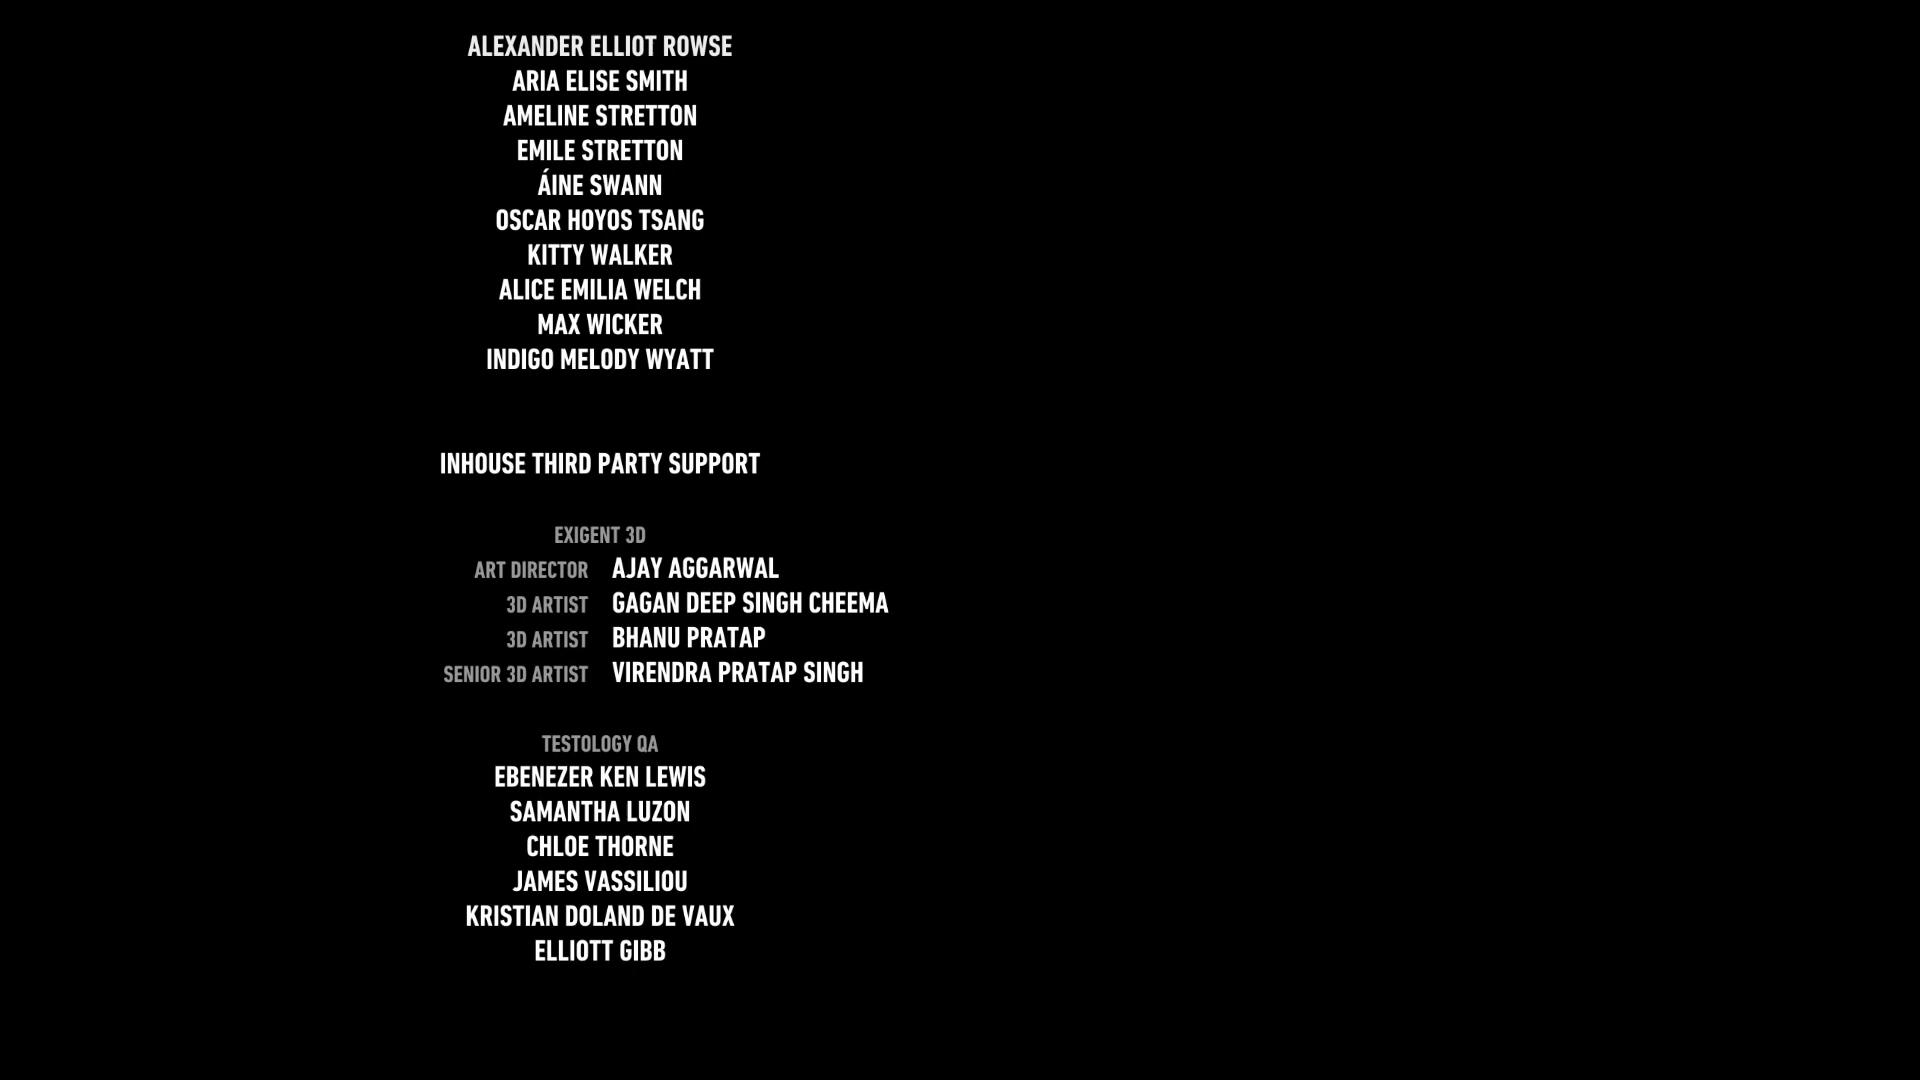 ALEXANDER ELLIOT ROWSE
ARIA ELISE SMITH
AMELINE STRETTON
EMILE STRETTON
ÁINE SWANN
OSCAR HOYOS TSANG
KITTY WALKER
ALICE EMILIA WELCH
MAX WICKER
INDIGO MELODY WYATT
INHOUSE THIRD PARTY SUPPORT
EXIGENT 3D
ART DIRECTOR AJAY AGGARWAL
3D ARTIST GAGAN DEEP SINGH CHEEMA
3D ARTIST BHANU PRATAP
SENIOR 3D ARTIST VIRENDRA PRATAP SINGH
TESTOLOGY QA
EBENEZER KEN LEWIS
SAMANTHA LUZON
CHLOE THORNE
JAMES VASSILIOU
KRISTIAN DOLAND DE VAUX
ELLIOTT GIBB